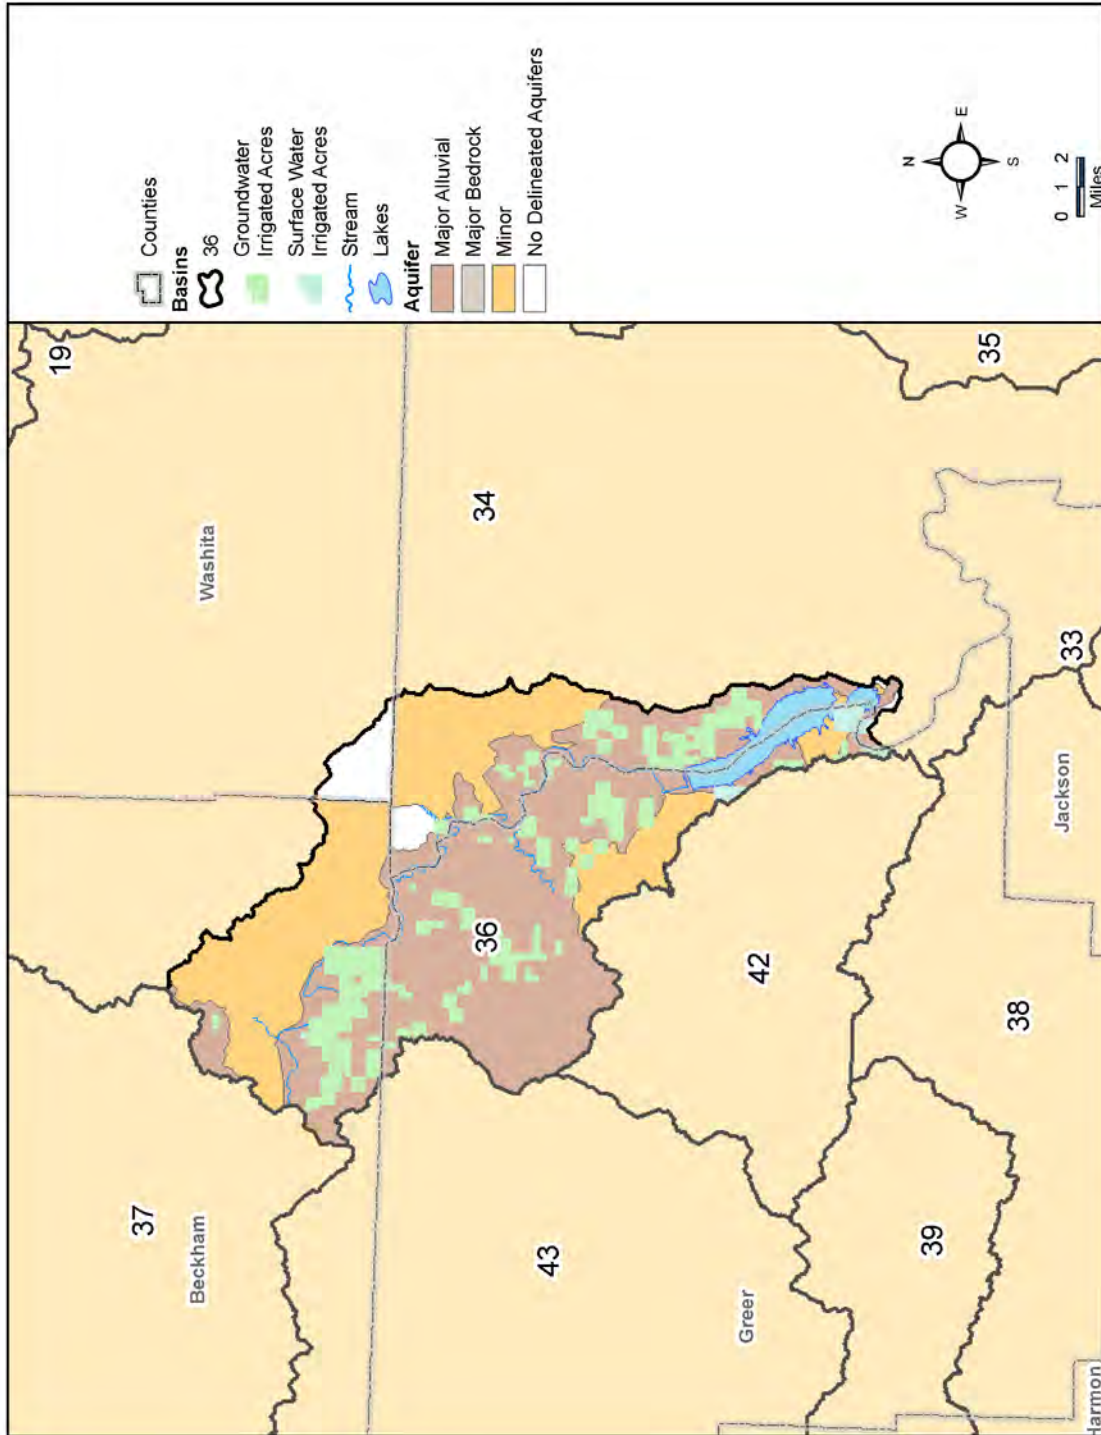 Counties
Basins
36
Groundwater
Irrigated Acres
Surface Water
Irrigated Acres
Stream
Lakes
Aquifer
Major Alluvial
Major Bedrock
Minor
No Delineated Aquifers
N
W
E
S
0 1 2
Miles
19
Washita
34
35
33
Jackson
36
42
38
37
Beckham
43
39
Greer
Harmon